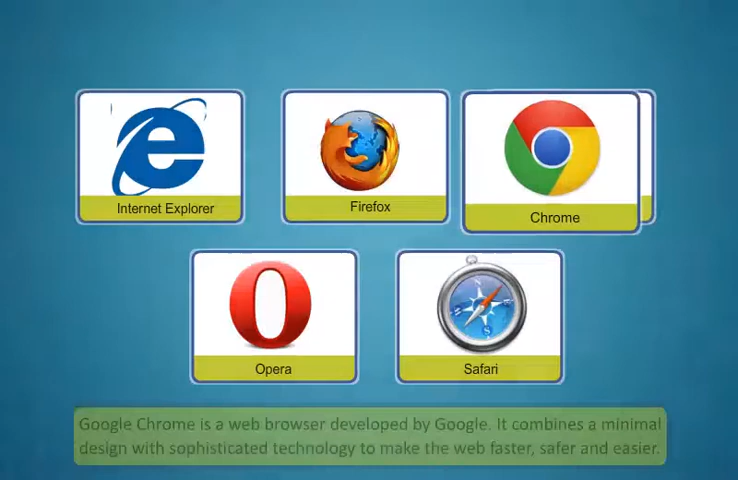 Internet Explorer
Firefox
Chrome
Opera
Safari
Google Chrome is a web browser developed by Google. It combines a minimal
design with sophisticated technology to make the web faster, safer and easier.